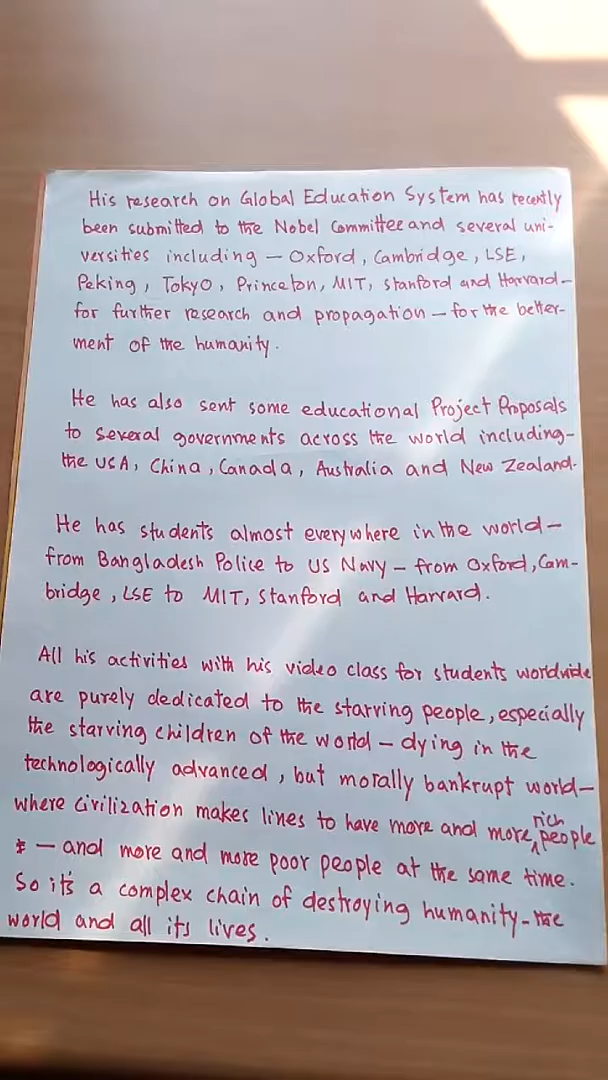 His research on Global Education System has recently
been submitted to the Nobel Committee and several uni-
versities including — Oxford, Cambridge, LSE,
Peking, Tokyo, Princeton, MIT, Stanford and Harvard —
for further research and propagation — for the better-
ment of the humanity.
He has also sent some educational Project Proposals
to several governments across the world including —
the USA, China, Canada, Australia and New Zealand.
He has students almost everywhere in the world —
from Bangladesh Police to US Navy — from Oxford, Cam-
bridge, LSE to MIT, Stanford and Harvard.
All his activities with his video class for students worldwide
are purely dedicated to the starving people, especially
the starving children of the world — dying in the
technologically advanced, but morally bankrupt world —
where civilization makes lines to have more and more rich people
— and more and more poor people at the same time.
So it's a complex chain of destroying humanity — the
world and all its lives.